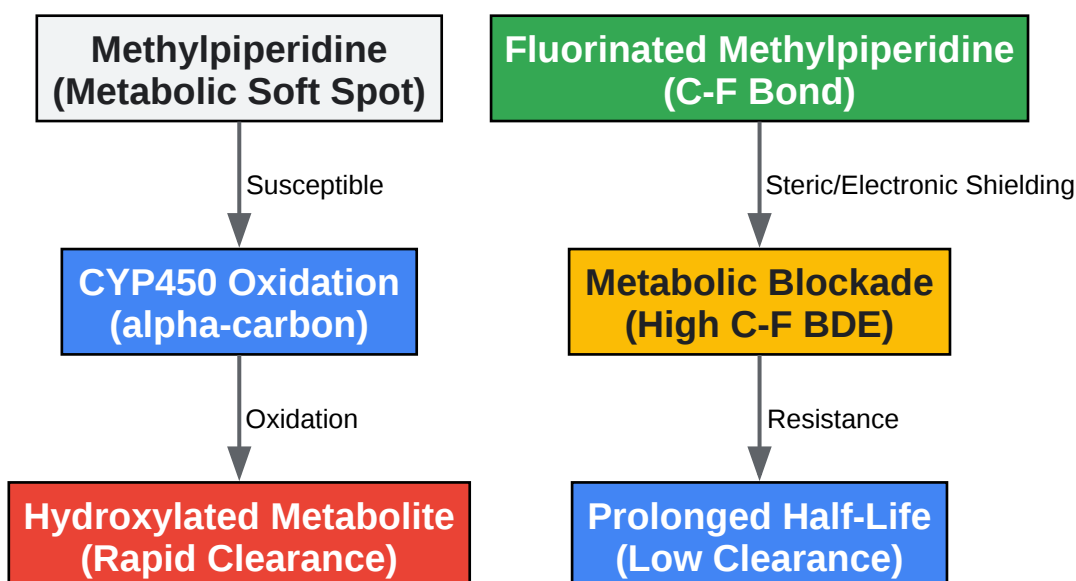 Methylpiperidine
(Metabolic Soft Spot)
Fluorinated Methylpiperidine
(C-F Bond)
Susceptible
Steric/Electronic Shielding
CYP450 Oxidation
(alpha-carbon)
Metabolic Blockade
(High C-F BDE)
Oxidation
Resistance
Hydroxylated Metabolite
(Rapid Clearance)
Prolonged Half-Life
(Low Clearance)